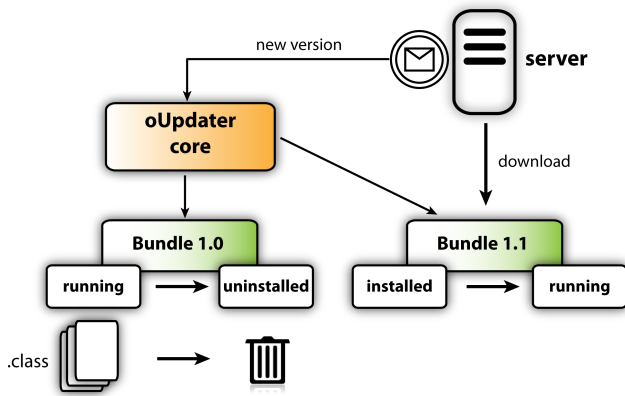 new version
server
oUpdater
core
download
Bundle 1.0
Bundle 1.1
running
uninstalled
installed
running
.class